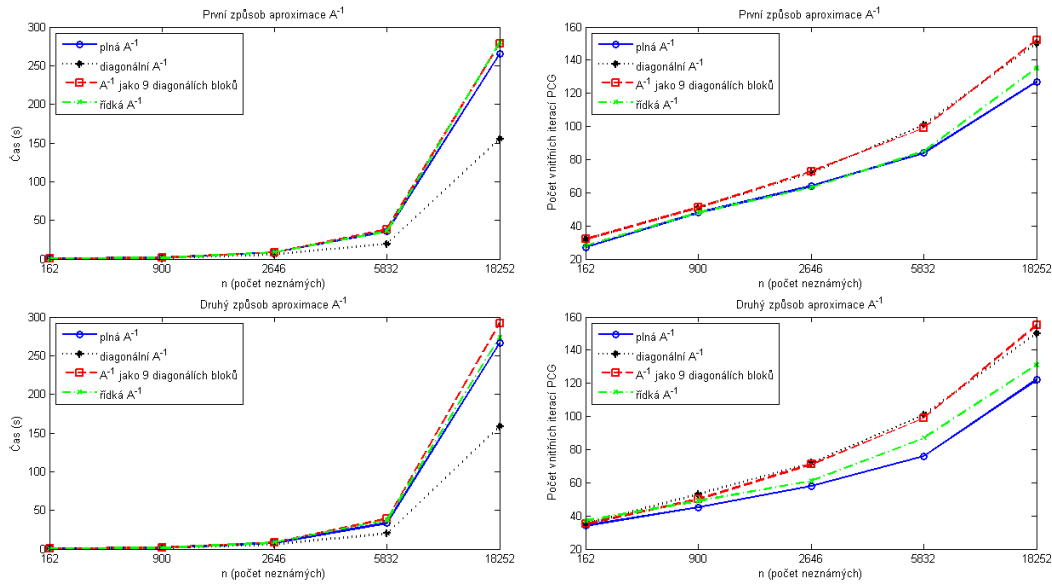 První způsob aproximace A⁻¹
300
250
200
150
100
50
0
Čas (s)
plná A⁻¹
diagonální A⁻¹
A⁻¹ jako 9 diagonálích bloků
řídká A⁻¹
162 900 2646 5832 18252
n (počet neznámých)
První způsob aproximace A⁻¹
160
140
120
100
80
60
40
20
Počet vnitřních iterací PCG
plná A⁻¹
diagonální A⁻¹
A⁻¹ jako 9 diagonálích bloků
řídká A⁻¹
162 900 2646 5832 18252
n (počet neznámých)
Druhý způsob aproximace A⁻¹
300
250
200
150
100
50
0
Čas (s)
plná A⁻¹
diagonální A⁻¹
A⁻¹ jako 9 diagonálích bloků
řídká A⁻¹
162 900 2646 5832 18252
n (počet neznámých)
Druhý způsob aproximace A⁻¹
160
140
120
100
80
60
40
20
Počet vnitřních iterací PCG
plná A⁻¹
diagonální A⁻¹
A⁻¹ jako 9 diagonálích bloků
řídká A⁻¹
162 900 2646 5832 18252
n (počet neznámých)